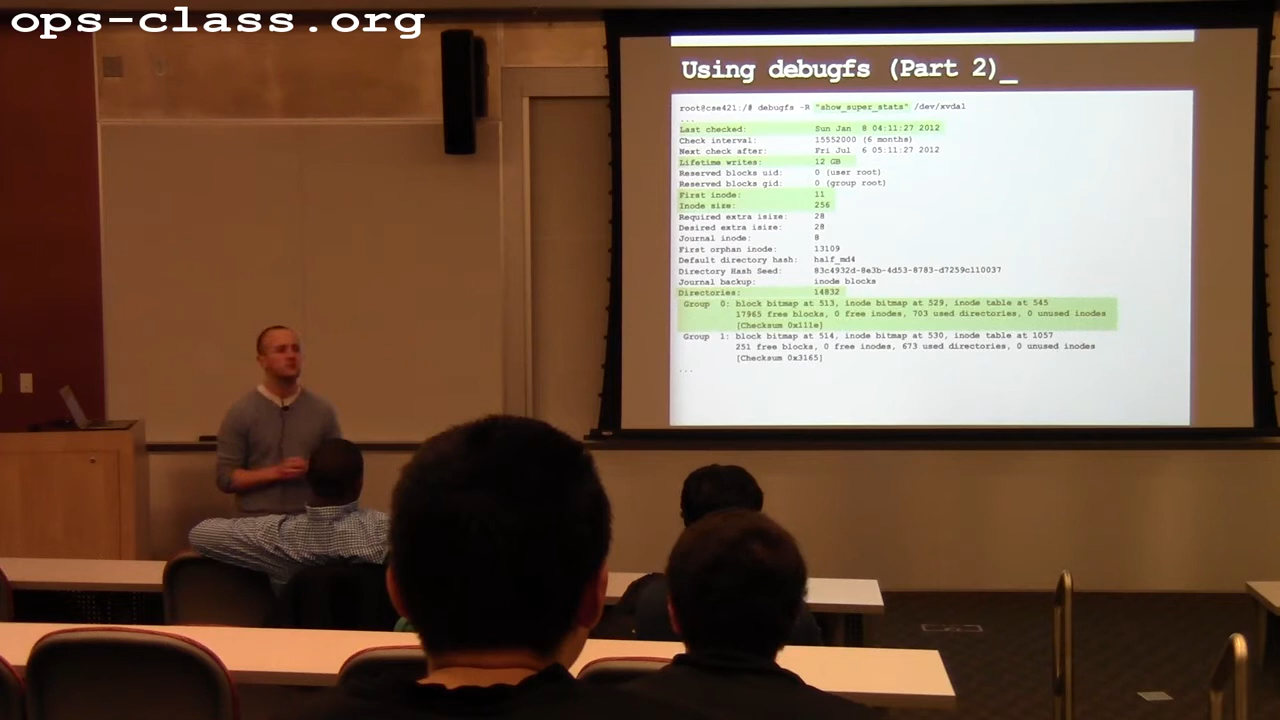 ops-class.org
Using debugfs (Part 2)_
root@cse421:/# debugfs -R "show_super_stats" /dev/xvda1
...
Last checked: Sun Jan 8 04:11:27 2012
Check interval: 15552000 (6 months)
Next check after: Fri Jul 6 05:11:27 2012
Lifetime writes: 12 GB
Reserved blocks uid: 0 (user root)
Reserved blocks gid: 0 (group root)
First inode: 11
Inode size: 256
Required extra isize: 28
Desired extra isize: 28
Journal inode: 8
First orphan inode: 13109
Default directory hash: half_md4
Directory Hash Seed: 83c4932d-8e3b-4d53-8783-d7259c110037
Journal backup: inode blocks
Directories: 14832
Group 0: block bitmap at 513, inode bitmap at 529, inode table at 545
17965 free blocks, 0 free inodes, 703 used directories, 0 unused inodes
[Checksum 0x111e]
Group 1: block bitmap at 514, inode bitmap at 530, inode table at 1057
251 free blocks, 0 free inodes, 673 used directories, 0 unused inodes
[Checksum 0x3165]
...